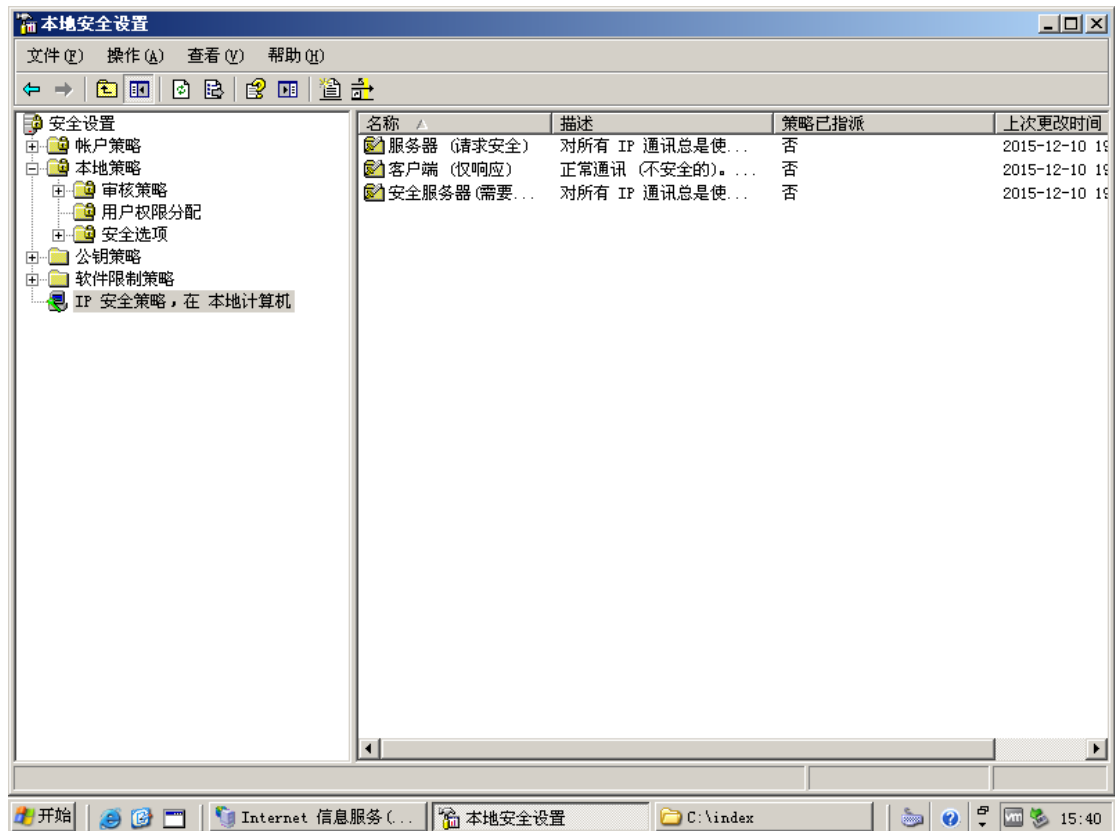 本地安全设置
文件(F) 操作(A) 查看(V) 帮助(H)
安全设置
帐户策略
本地策略
审核策略
用户权限分配
安全选项
公钥策略
软件限制策略
IP 安全策略，在 本地计算机
名称 描述 策略已指派 上次更改时间
服务器 (请求安全) 对所有 IP 通讯总是使... 否 2015-12-10 19
客户端 (仅响应) 正常通讯 (不安全的)。... 否 2015-12-10 19
安全服务器(需要... 对所有 IP 通讯总是使... 否 2015-12-10 19
开始 Internet 信息服务(... 本地安全设置 C:\index vm 15:40